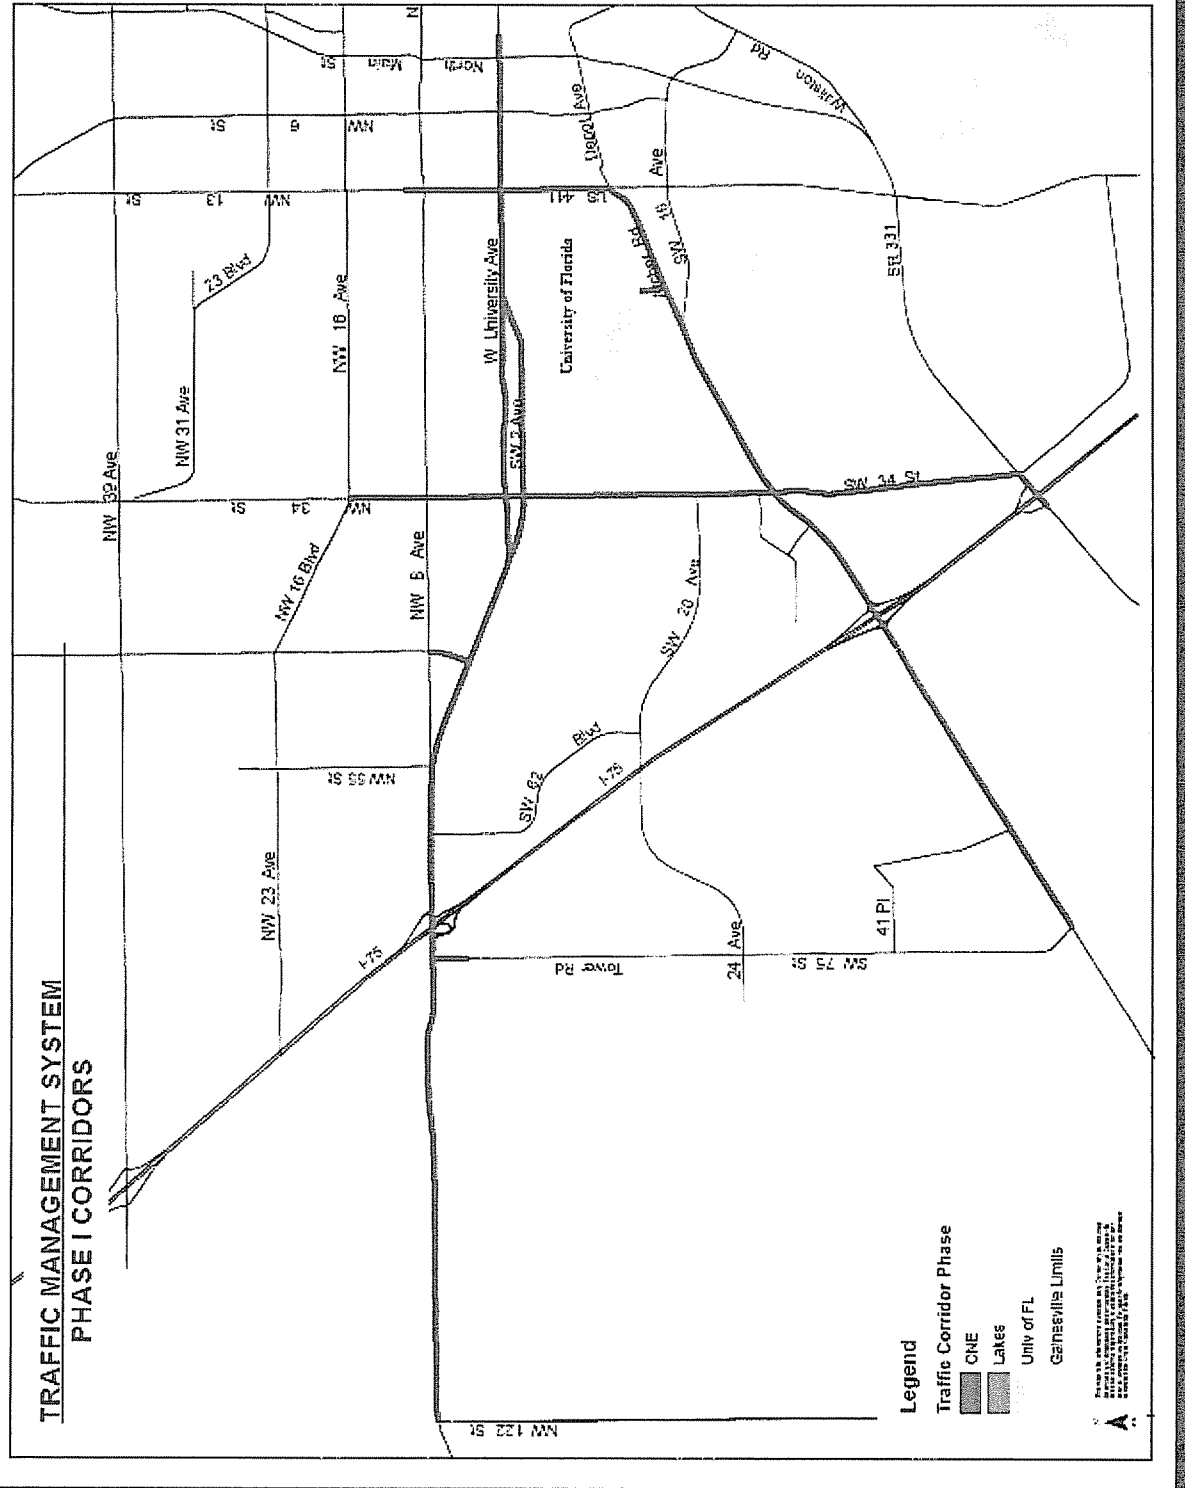 TRAFFIC MANAGEMENT SYSTEM
PHASE I CORRIDORS
NW 39 Ave
NW 31 Ave
23 Blvd
NW 34 St
NW 13 St
NW 6 St
North Main St
N
NW 16 Ave
NW 16 Blvd
NW 8 Ave
NW 23 Ave
NW 55 St
W University Ave
SW 2 Ave
University of Florida
US 441
Depot Ave
SW 16 Ave
Archer Rd
Williston Rd
SR 331
SW 34 St
SW 20 Ave
SW 62 Blvd
I-75
I-75
Tower Rd
24 Ave
SW 75 St
41 Pl
NW 122 St
Legend
Traffic Corridor Phase
ONE
Lakes
Univ of FL
Gainesville Limits